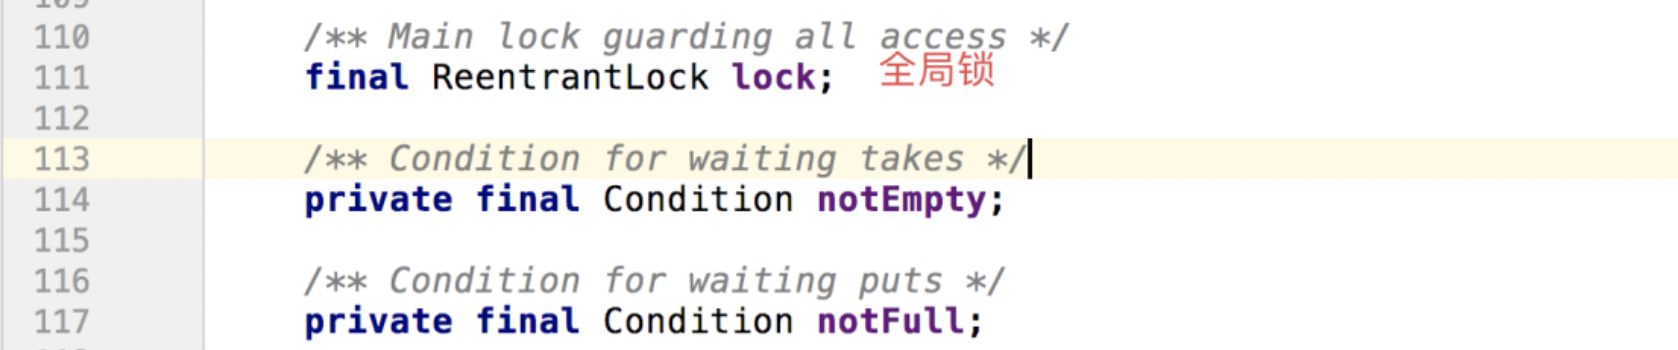 109
110 /** Main lock guarding all access */
111 final ReentrantLock lock; 全局锁
112
113 /** Condition for waiting takes */
114 private final Condition notEmpty;
115
116 /** Condition for waiting puts */
117 private final Condition notFull;